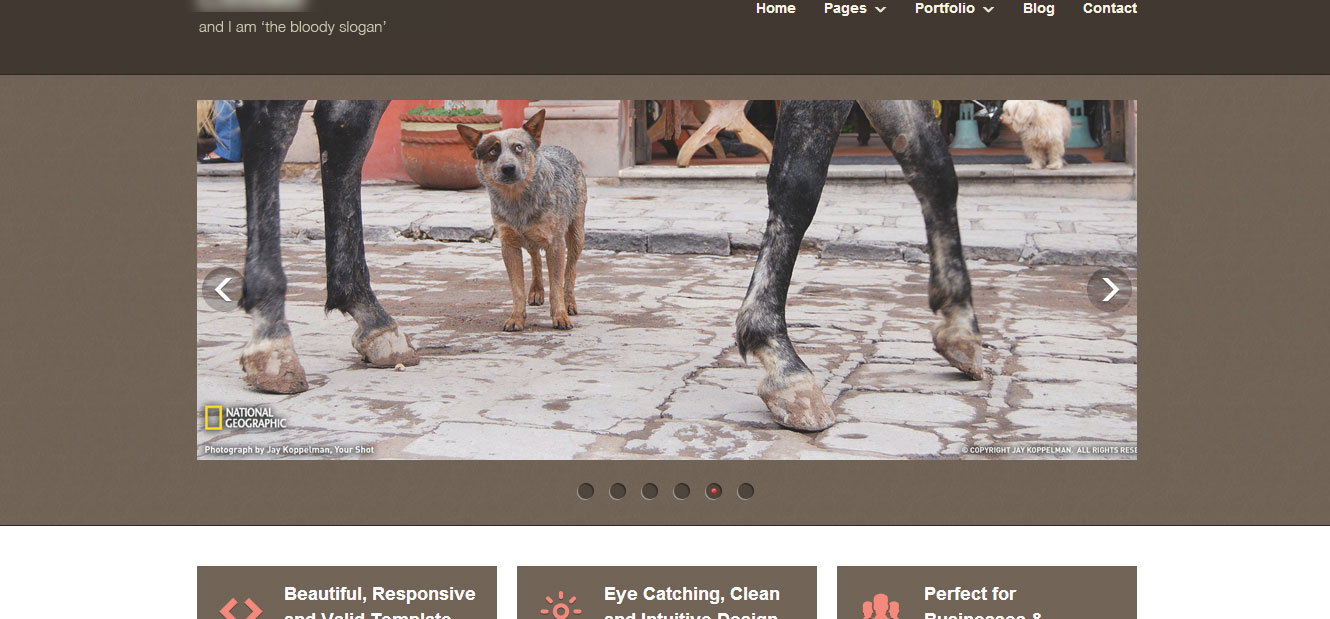 and I am ‘the bloody slogan’
Home Pages Portfolio Blog Contact
NATIONAL
GEOGRAPHIC
Photograph by Jay Koppelman, Your Shot
© COPYRIGHT JAY KOPPELMAN. ALL RIGHTS RESE
Beautiful, Responsive
and Valid Template
Eye Catching, Clean
and Intuitive Design
Perfect for
Businesses &